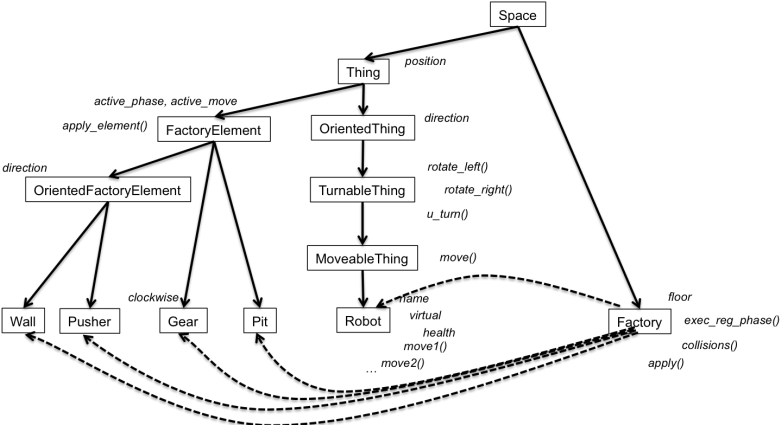 Space
position
Thing
active_phase, active_move
apply_element()
FactoryElement
OrientedThing
direction
direction
OrientedFactoryElement
rotate_left()
TurnableThing
rotate_right()
u_turn()
MoveableThing
move()
clockwise
name
floor
Wall
Pusher
Gear
Pit
Robot
virtual
Factory
exec_reg_phase()
health
move1()
collisions()
move2()
apply()
...